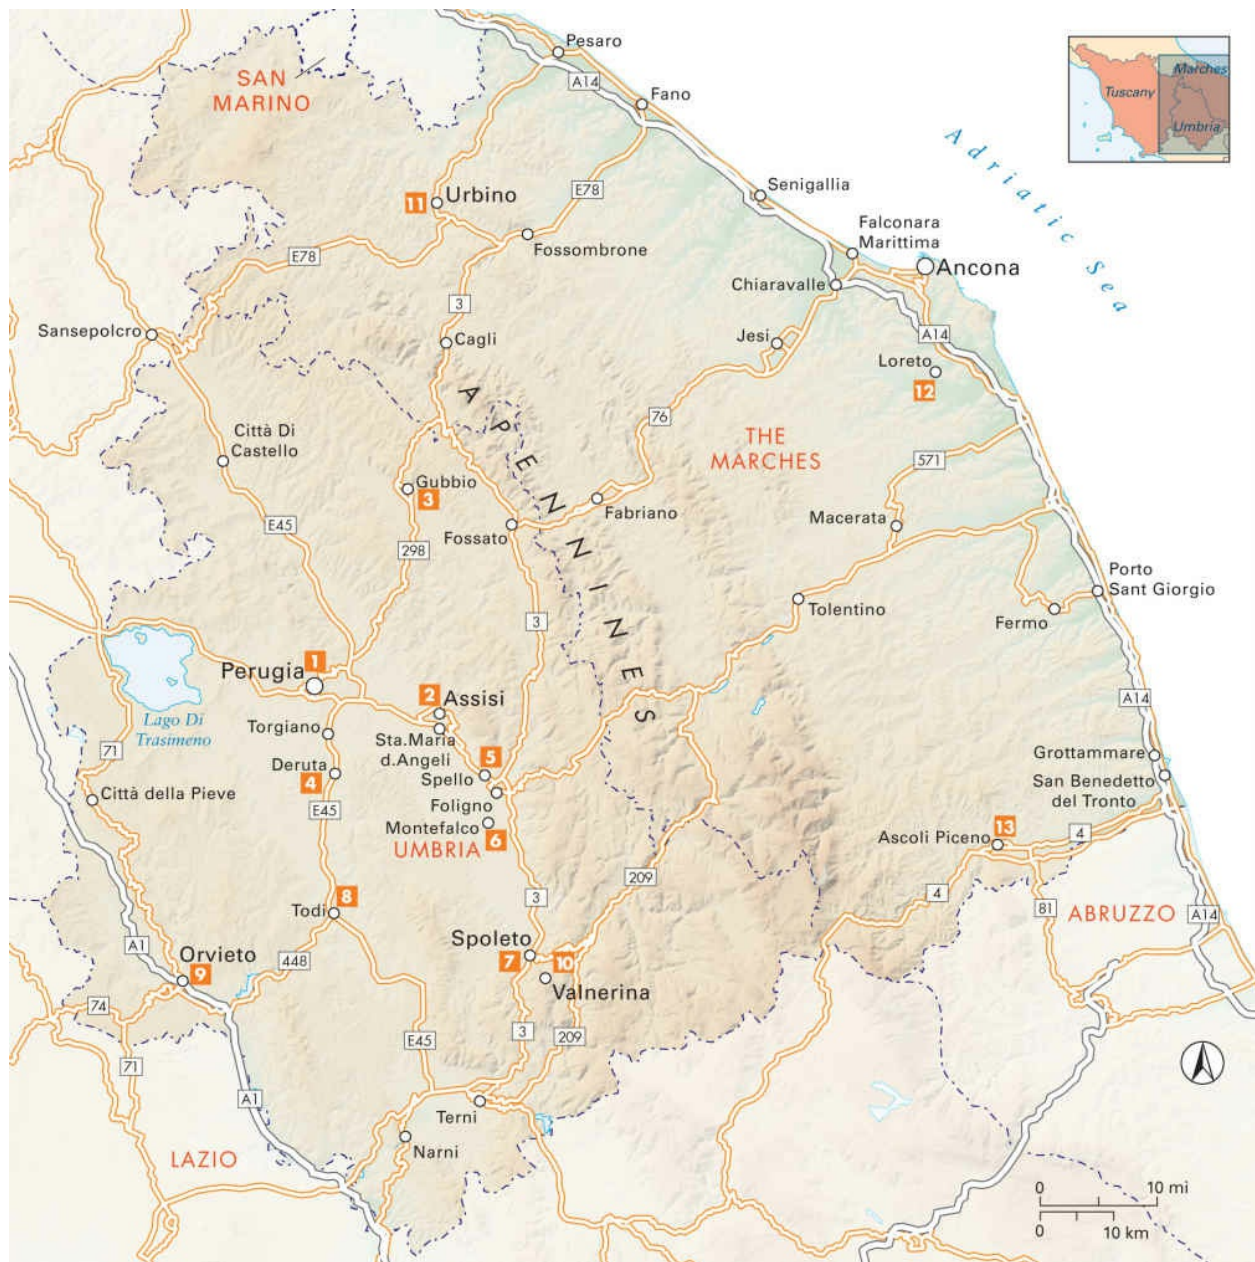 Pesaro
SAN
MARINO
A14
Fano
Marches
Tuscany
Umbria
Adriatic Sea
E78
Senigallia
11
Urbino
Falconara
Marittima
Fossombrone
E78
Ancona
Chiaravalle
3
Sansepolcro
Cagli
Jesi
A14
Loreto
12
APENNINES
76
Città Di
Castello
THE
MARCHES
571
Gubbio
3
Fabriano
Macerata
E45
Fossato
298
Porto
Sant Giorgio
Tolentino
Fermo
3
1
Perugia
2
Assisi
A14
Lago Di
Trasimeno
Torgiano
Sta.Maria
d.Angeli
71
Grottammare
Deruta
4
5
Spello
San Benedetto
del Tronto
Città della Pieve
Foligno
E45
Montefalco
6
UMBRIA
Ascoli Piceno
13
4
209
8
Todi
3
4
81
ABRUZZO
A14
A1
Orvieto
9
448
Spoleto
7
10
Valnerina
74
E45
3
209
71
A1
Terni
Narni
LAZIO
0
10 mi
0
10 km